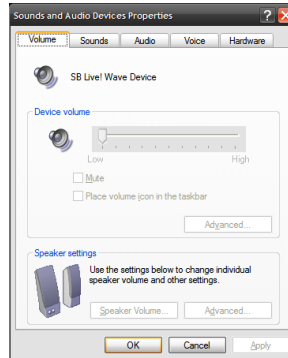 Sounds and Audio Devices Properties
Volume Sounds Audio Voice Hardware
SB Live! Wave Device
Device volume
Low High
Mute
Place volume icon in the taskbar
Advanced...
Speaker settings
Use the settings below to change individual
speaker volume and other settings.
Speaker Volume... Advanced...
OK Cancel Apply